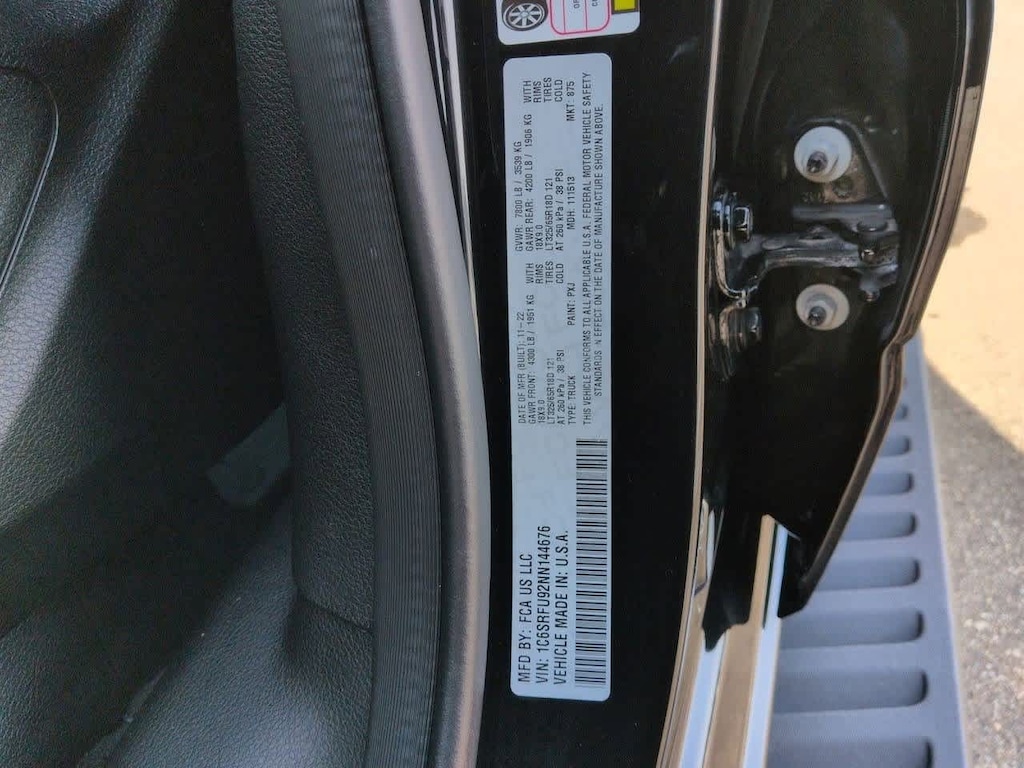 MFD BY: FCA US LLC
VIN: 1C6SRFU92NN144676
VEHICLE MADE IN: U.S.A.
DATE OF MFR (BUILT): 11-22
GVWR: 7800 LB / 3539 KG
GAWR FRONT: 4300 LB / 1951 KG WITH
18X9.0 RIMS
LT325/65R18D 121 TIRES
AT 260 kPa / 38 PSI COLD
GAWR REAR: 4200 LB / 1906 KG WITH
18X9.0 RIMS
LT325/65R18D 121 TIRES
AT 260 kPa / 38 PSI COLD
TYPE: TRUCK PAINT: PXJ MDH: 111513 MKT: 875
THIS VEHICLE CONFORMS TO ALL APPLICABLE U.S.A. FEDERAL MOTOR VEHICLE SAFETY
STANDARDS IN EFFECT ON THE DATE OF MANUFACTURE SHOWN ABOVE.